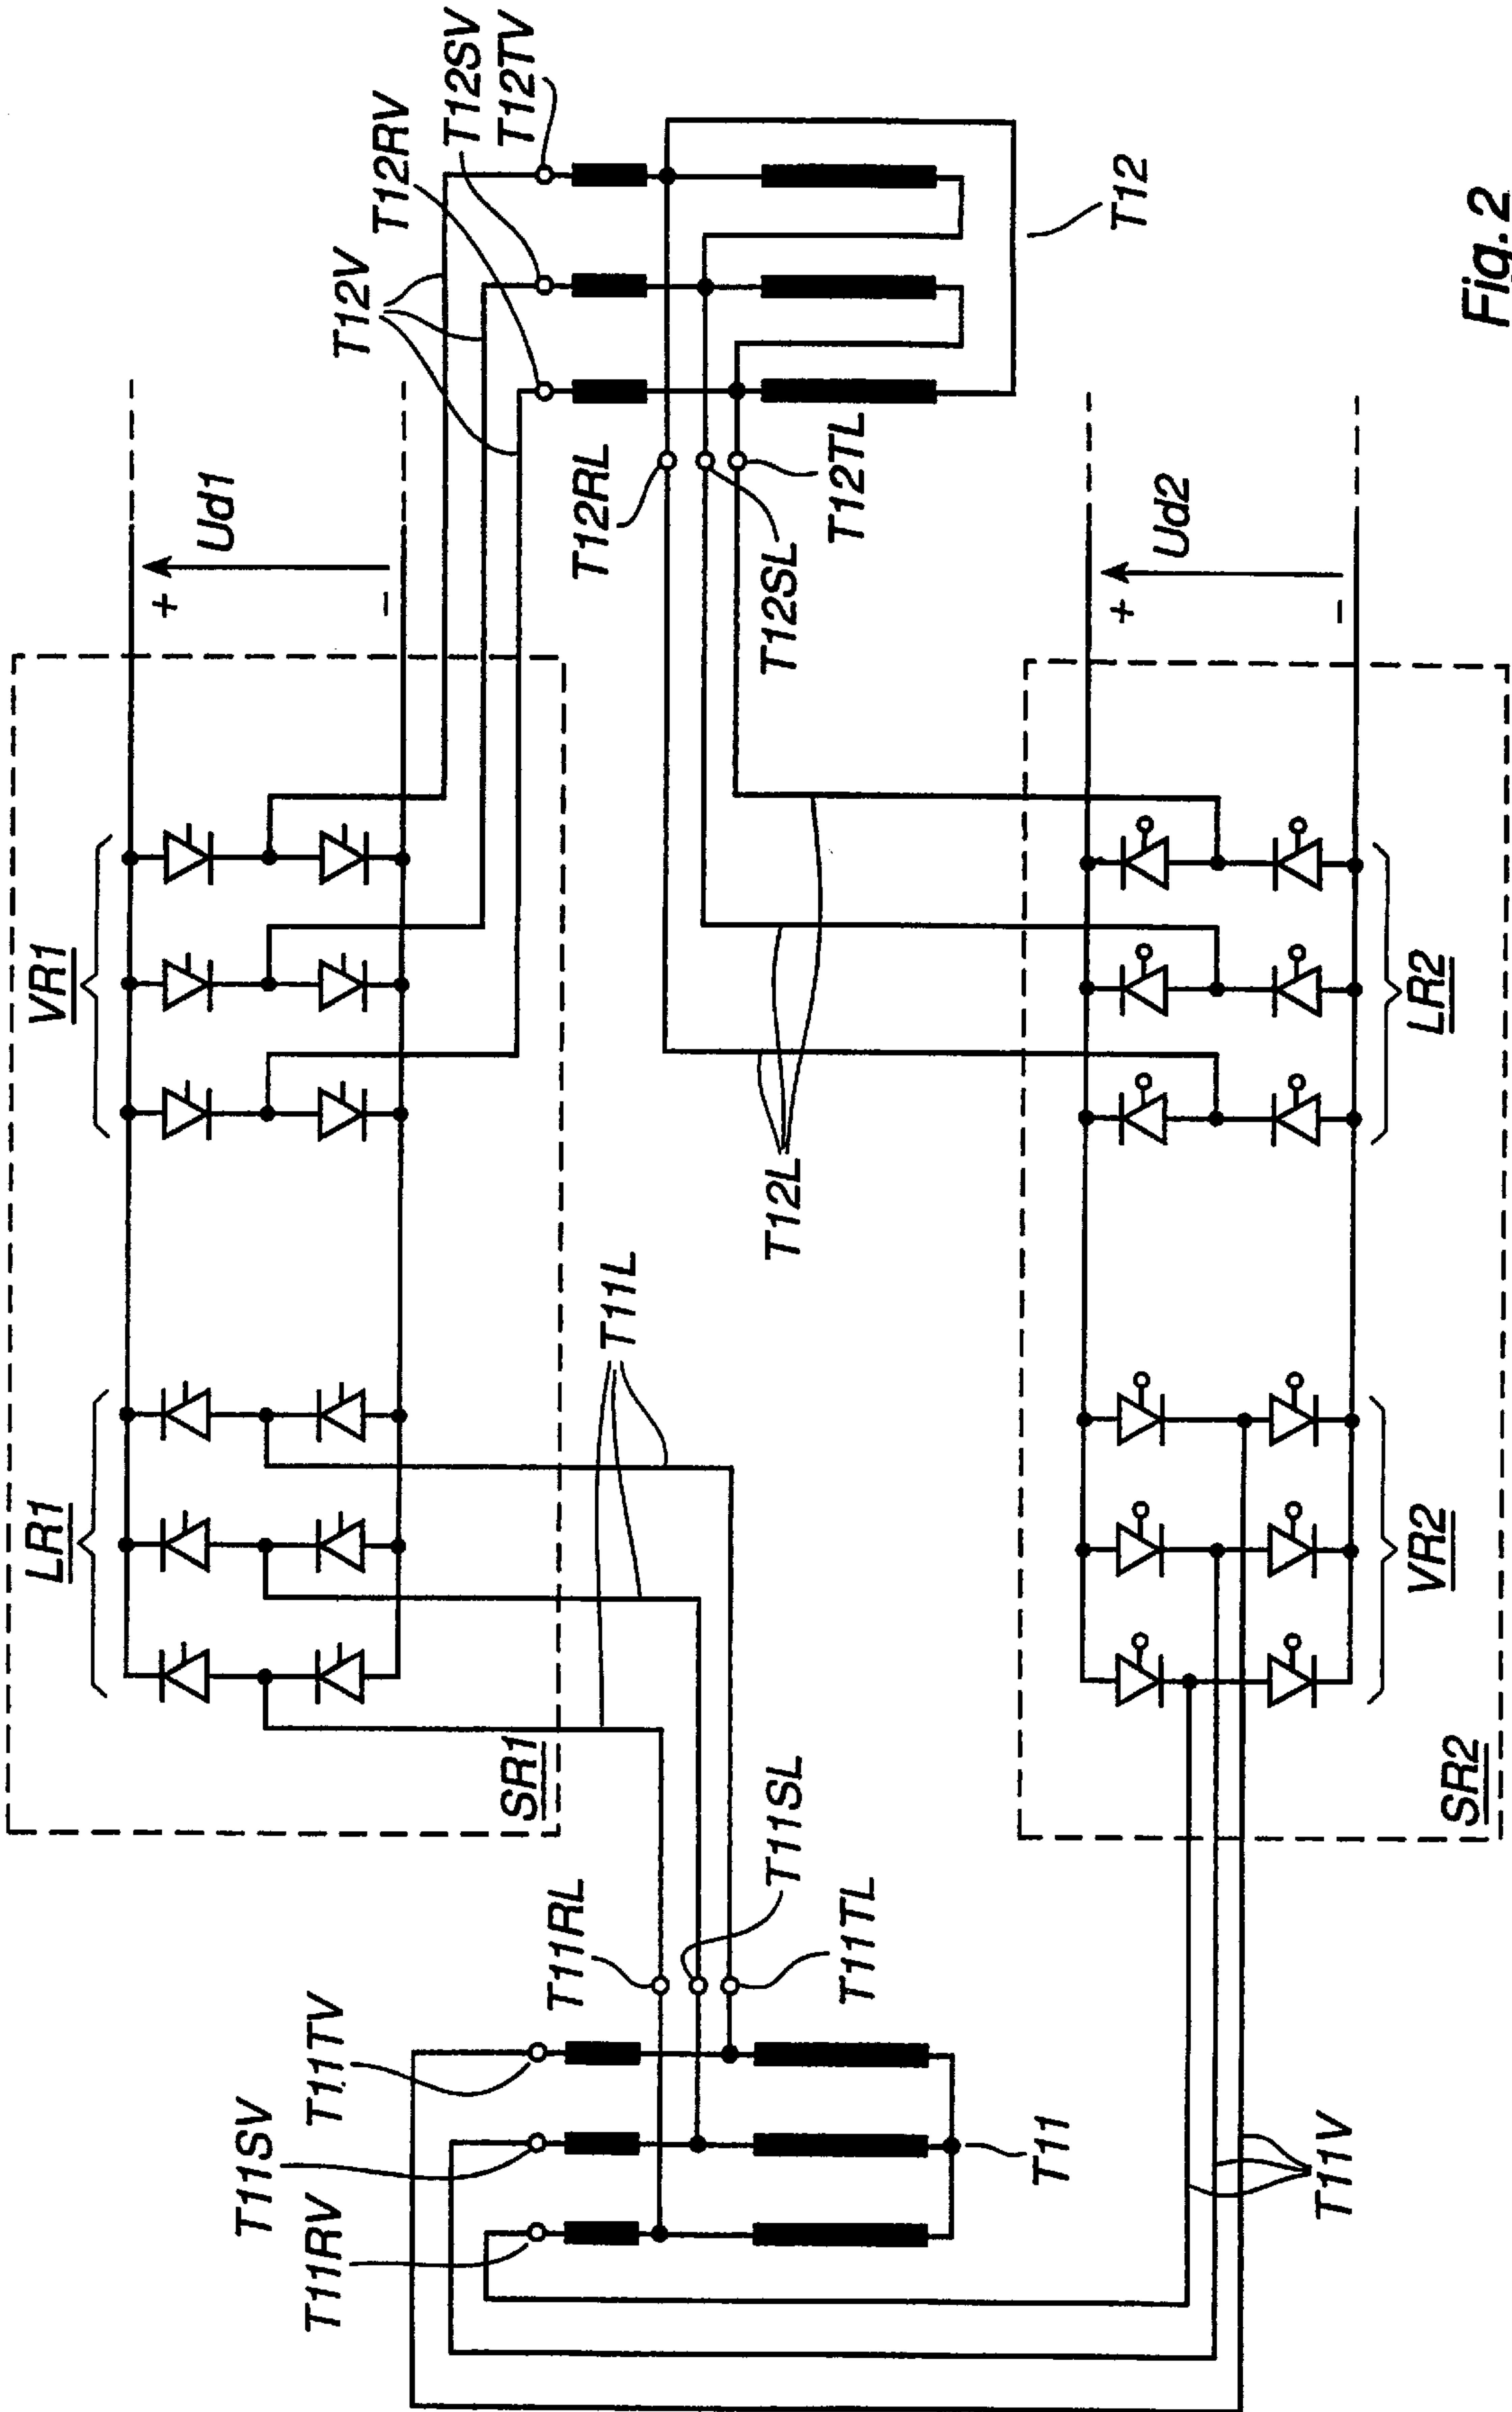 T12SV
T12TV
T12RV
T12V
Ud1
+
–
VR1
LR1
SR1
T11L
T12RL
T12SL
T12TL
T12
T12L
T11RL
T11SL
T11TL
T11TV
T11SV
T11RV
T11
T11V
Ud2
+
–
LR2
VR2
SR2
Fig. 2